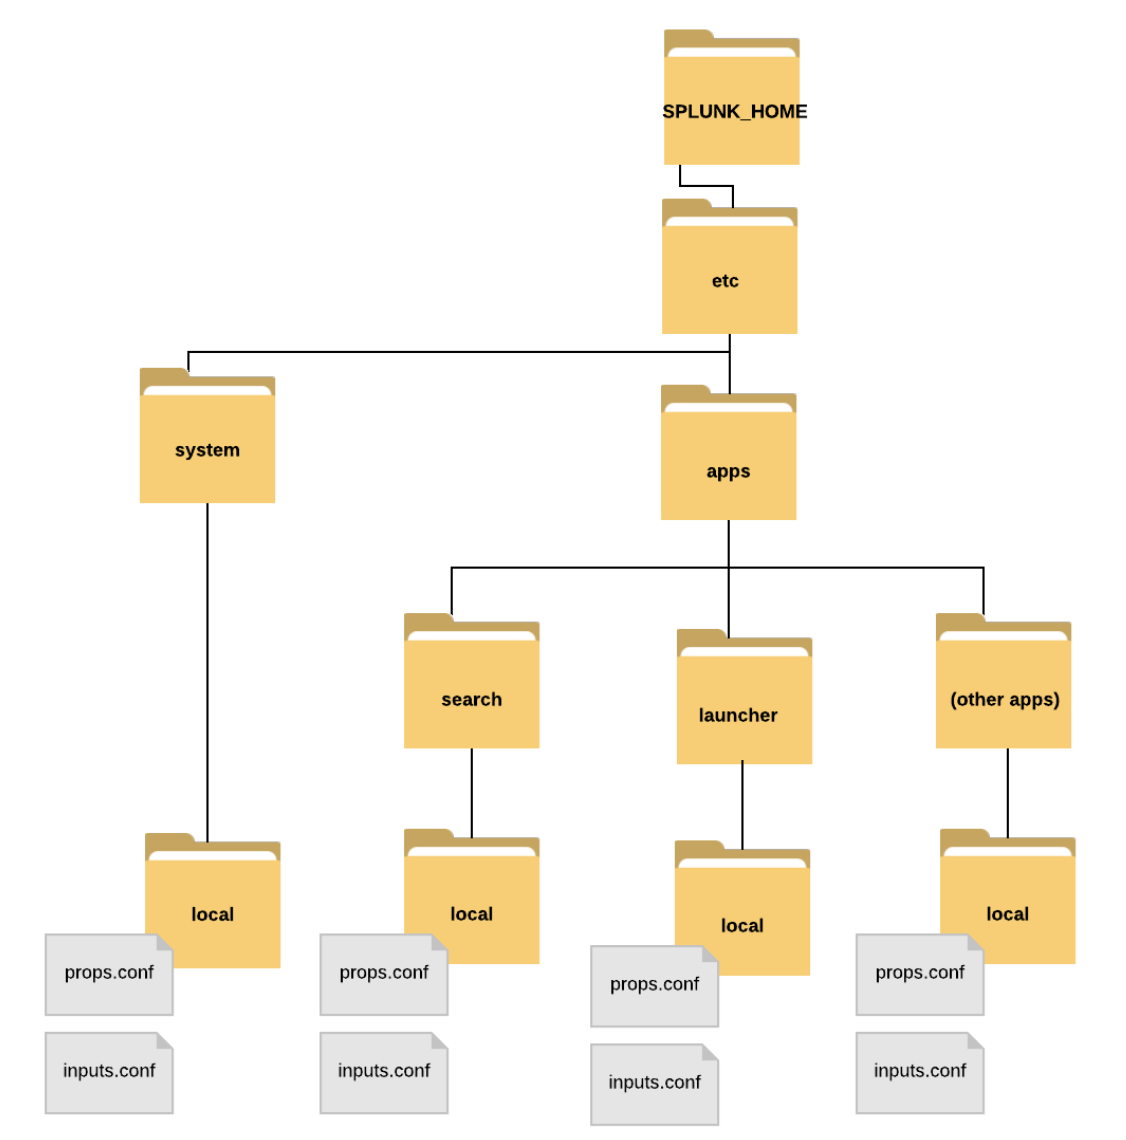 SPLUNK_HOME
etc
system
apps
search
launcher
(other apps)
local
local
local
local
props.conf
props.conf
props.conf
props.conf
inputs.conf
inputs.conf
inputs.conf
inputs.conf